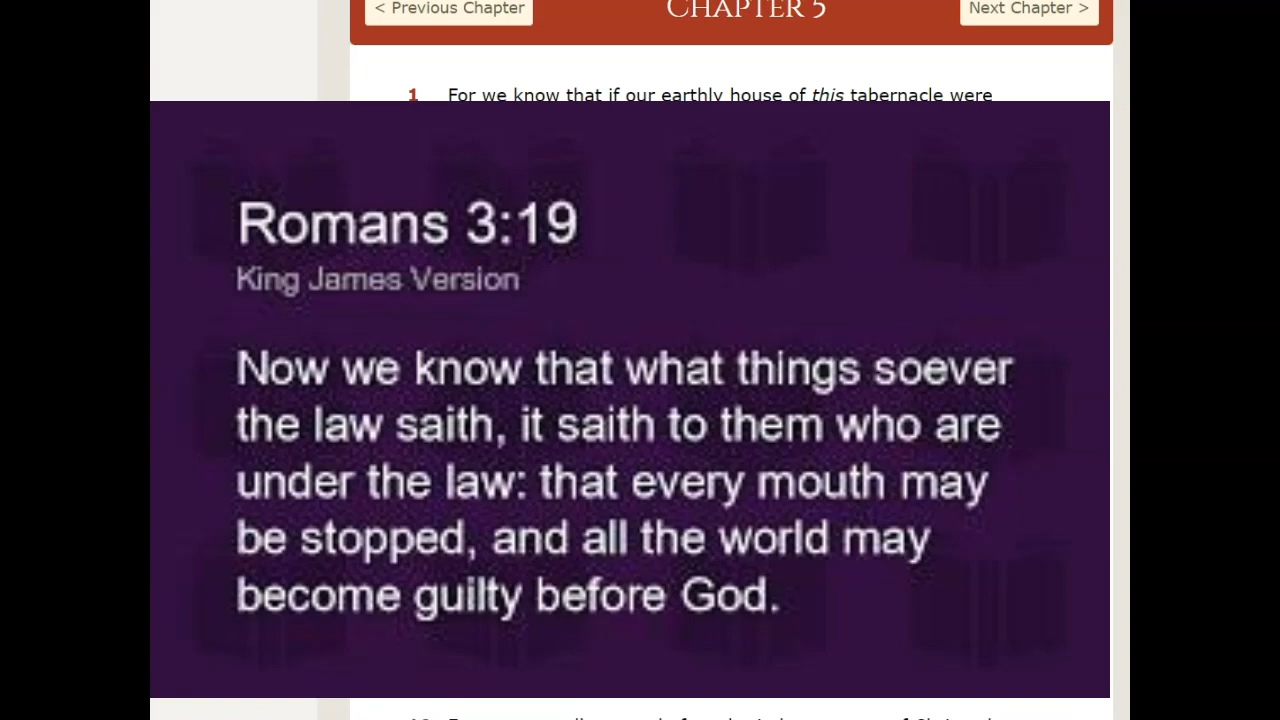 < Previous Chapter
CHAPTER 5
Next Chapter >
1 For we know that if our earthly house of this tabernacle were
Romans 3:19
King James Version
Now we know that what things soever
the law saith, it saith to them who are
under the law: that every mouth may
be stopped, and all the world may
become guilty before God.